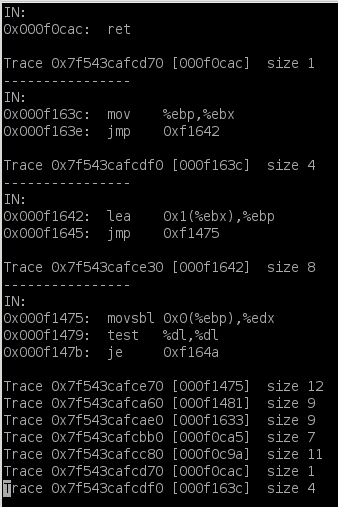 IN:
0x000f0cac:  ret

Trace 0x7f543cafcd70 [000f0cac]  size 1
----------------
IN:
0x000f163c:  mov    %ebp,%ebx
0x000f163e:  jmp    0xf1642

Trace 0x7f543cafcdf0 [000f163c]  size 4
----------------
IN:
0x000f1642:  lea    0x1(%ebx),%ebp
0x000f1645:  jmp    0xf1475

Trace 0x7f543cafce30 [000f1642]  size 8
----------------
IN:
0x000f1475:  movsbl 0x0(%ebp),%edx
0x000f1479:  test   %dl,%dl
0x000f147b:  je     0xf164a

Trace 0x7f543cafce70 [000f1475]  size 12
Trace 0x7f543cafca60 [000f1481]  size 9
Trace 0x7f543cafcae0 [000f1633]  size 9
Trace 0x7f543cafcbb0 [000f0ca5]  size 7
Trace 0x7f543cafcc80 [000f0c9a]  size 11
Trace 0x7f543cafcd70 [000f0cac]  size 1
Trace 0x7f543cafcdf0 [000f163c]  size 4